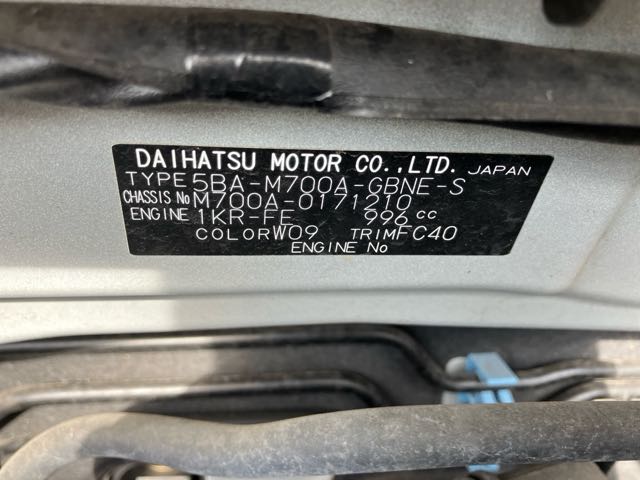 DAIHATSU MOTOR CO.,LTD. JAPAN
TYPE 5BA-M700A-GBNE-S
CHASSIS No M700A-0171210
ENGINE 1KR-FE 996 cc
COLOR W09 TRIM FC40
ENGINE No